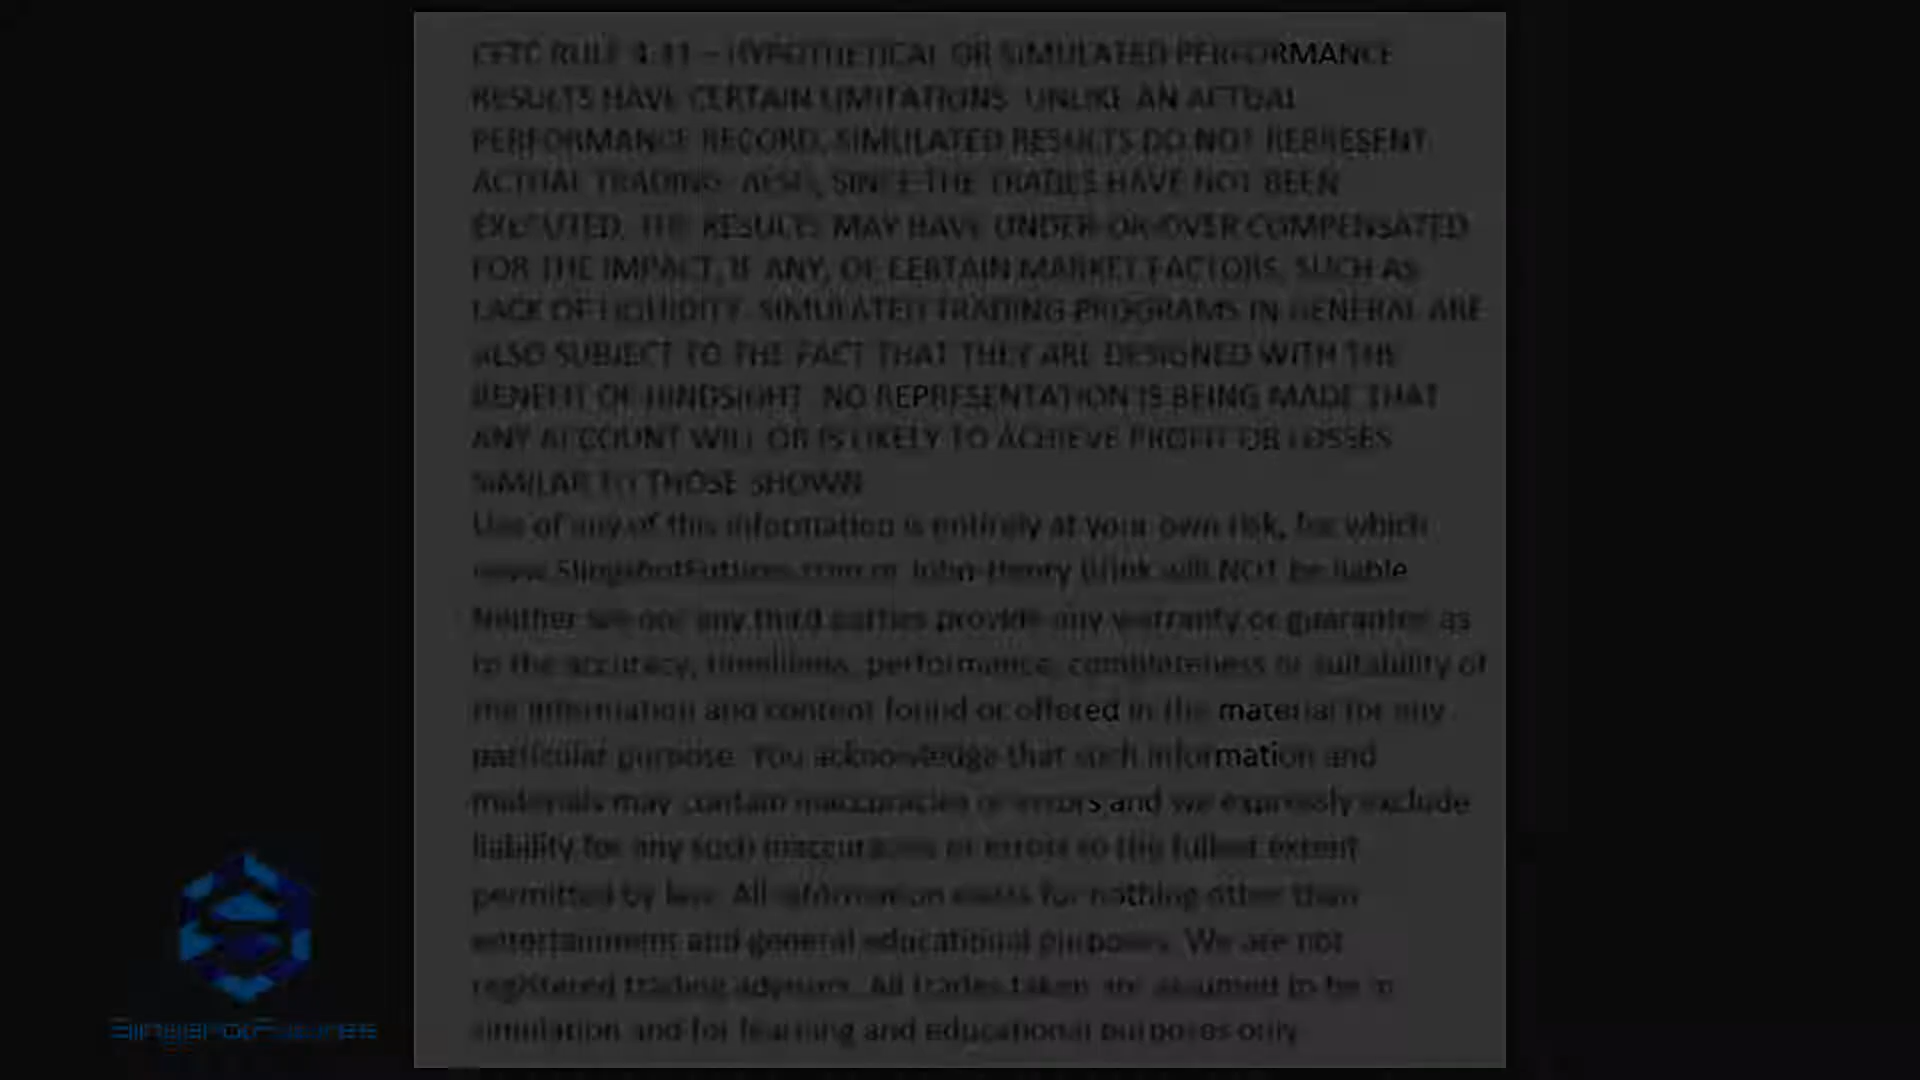 CFTC RULE 4.41 – HYPOTHETICAL OR SIMULATED PERFORMANCE
RESULTS HAVE CERTAIN LIMITATIONS. UNLIKE AN ACTUAL
PERFORMANCE RECORD, SIMULATED RESULTS DO NOT REPRESENT
ACTUAL TRADING. ALSO, SINCE THE TRADES HAVE NOT BEEN
EXECUTED, THE RESULTS MAY HAVE UNDER-OR-OVER COMPENSATED
FOR THE IMPACT, IF ANY, OF CERTAIN MARKET FACTORS, SUCH AS
LACK OF LIQUIDITY. SIMULATED TRADING PROGRAMS IN GENERAL ARE
ALSO SUBJECT TO THE FACT THAT THEY ARE DESIGNED WITH THE
BENEFIT OF HINDSIGHT. NO REPRESENTATION IS BEING MADE THAT
ANY ACCOUNT WILL OR IS LIKELY TO ACHIEVE PROFIT OR LOSSES
SIMILAR TO THOSE SHOWN
Use of any of this information is entirely at your own risk, for which
www.SlingshotFutures.com or John-Henry Brink will NOT be liable.
Neither we nor any third parties provide any warranty or guarantee as
to the accuracy, timeliness, performance, completeness or suitability of
the information and content found or offered in the material for any
particular purpose. You acknowledge that such information and
materials may contain inaccuracies or errors and we expressly exclude
liability for any such inaccuracies or errors to the fullest extent
permitted by law. All information exists for nothing other than
entertainment and general educational purposes. We are not
registered trading advisors. All trades taken are assumed to be in
simulation and for learning and educational purposes only.
SlingshotFutures